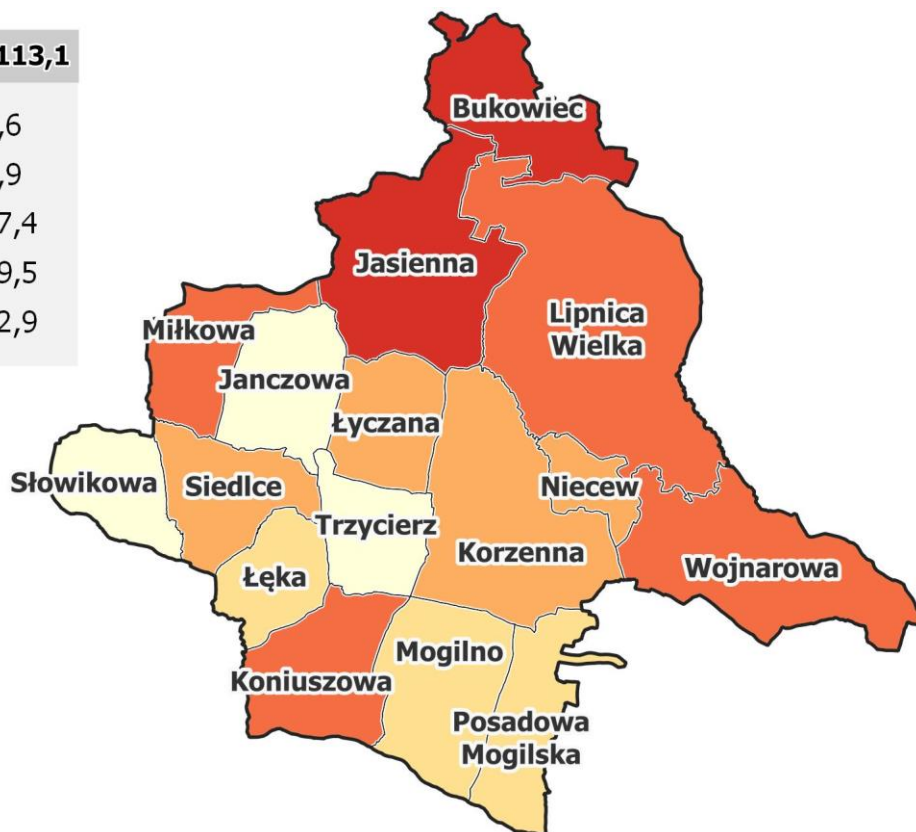 113,1
,6
,9
7,4
9,5
2,9
Bukowiec
Jasienna
Lipnica
Wielka
Miłkowa
Janczowa
Łyczana
Słowikowa
Siedlce
Niecew
Trzycierz
Korzenna
Wojnarowa
Łęka
Mogilno
Koniuszowa
Posadowa
Mogilska